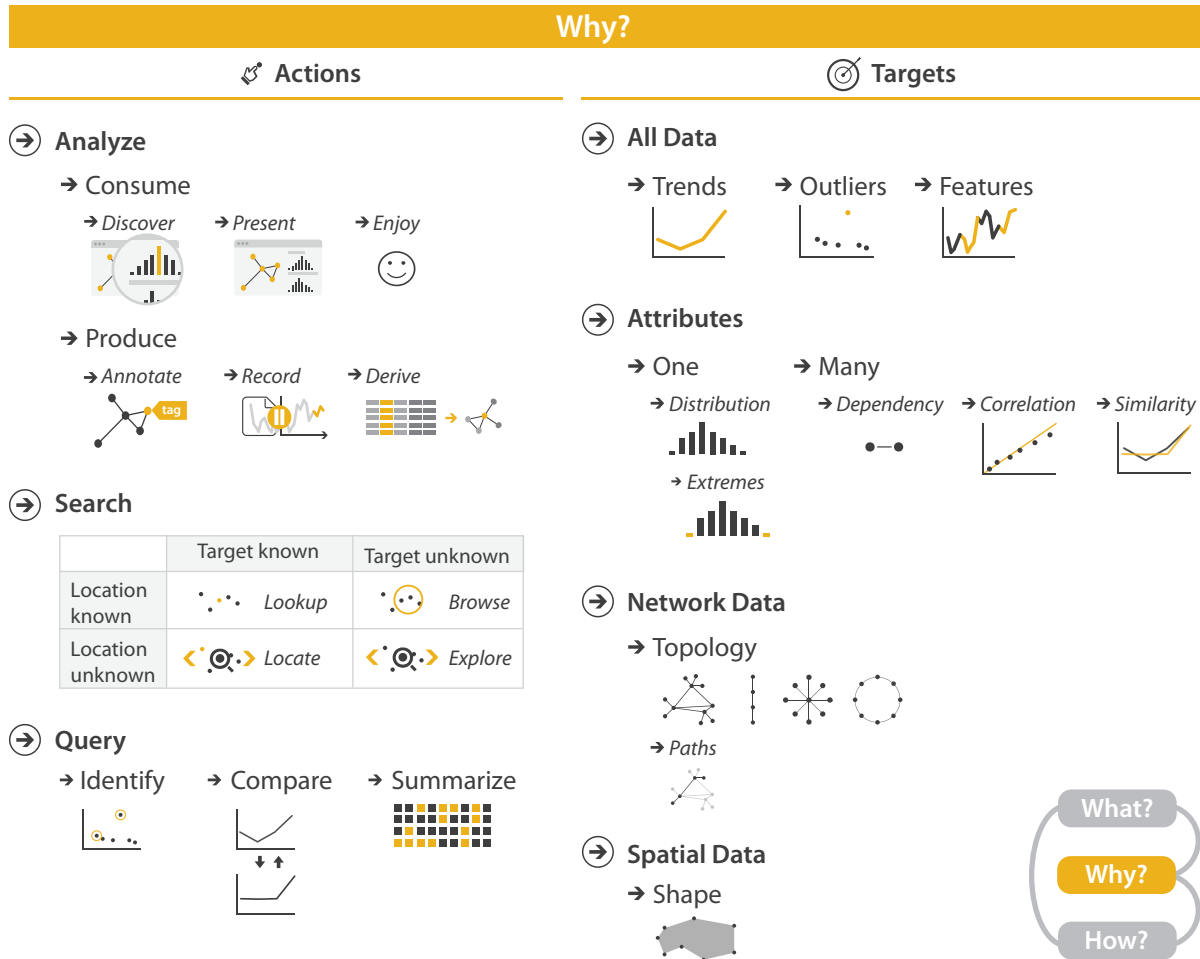 Why?
Actions
Targets
Analyze
Consume
Discover
Present
Enjoy
Produce
Annotate
Record
Derive
tag
Search
Target known
Target unknown
Location
known
Lookup
Browse
Location
unknown
Locate
Explore
Query
Identify
Compare
Summarize
All Data
Trends
Outliers
Features
Attributes
One
Many
Distribution
Dependency
Correlation
Similarity
Extremes
Network Data
Topology
Paths
Spatial Data
Shape
What?
Why?
How?